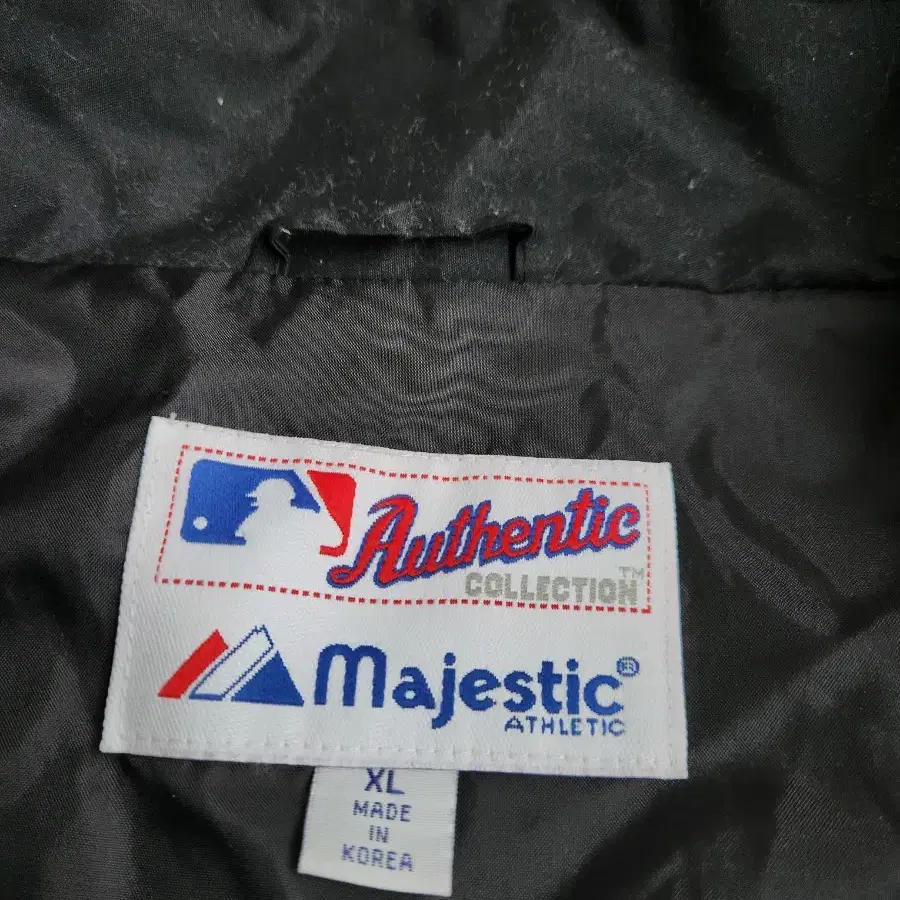 Authentic
COLLECTION™
Majestic®
ATHLETIC
XL
MADE
IN
KOREA